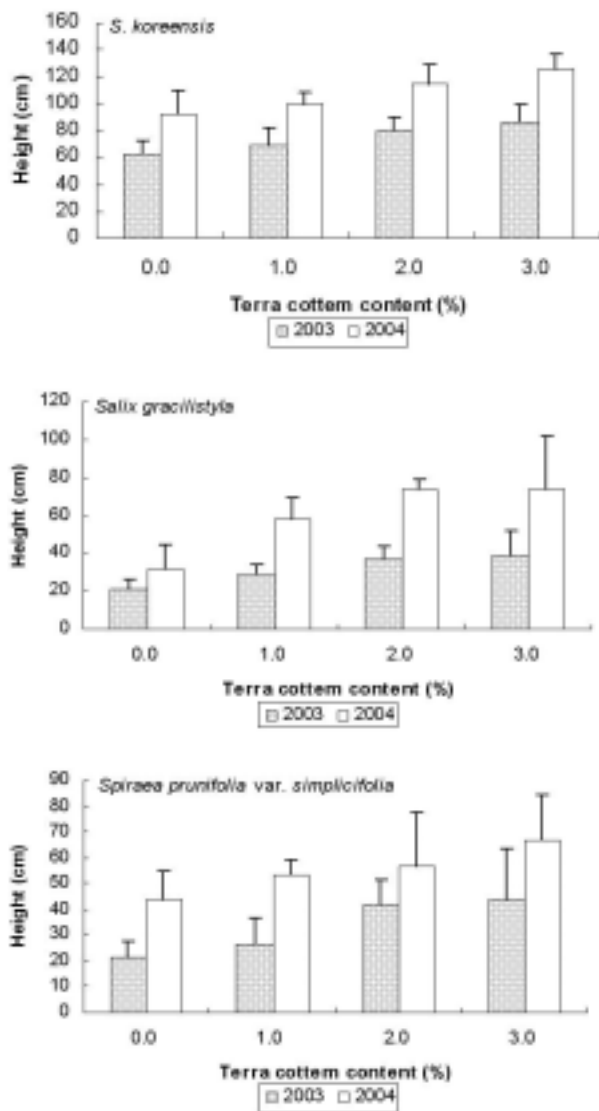 S. koreensis
Height (cm)
160
140
120
100
80
60
40
20
0
0.0 1.0 2.0 3.0
Terra cottem content (%)
2003 2004
Salix gracilistyla
Height (cm)
120
100
80
60
40
20
0
0.0 1.0 2.0 3.0
Terra cottem content (%)
2003 2004
Spiraea prunifolia var. simplicifolia
Height (cm)
90
80
70
60
50
40
30
20
10
0
0.0 1.0 2.0 3.0
Terra cottem content (%)
2003 2004